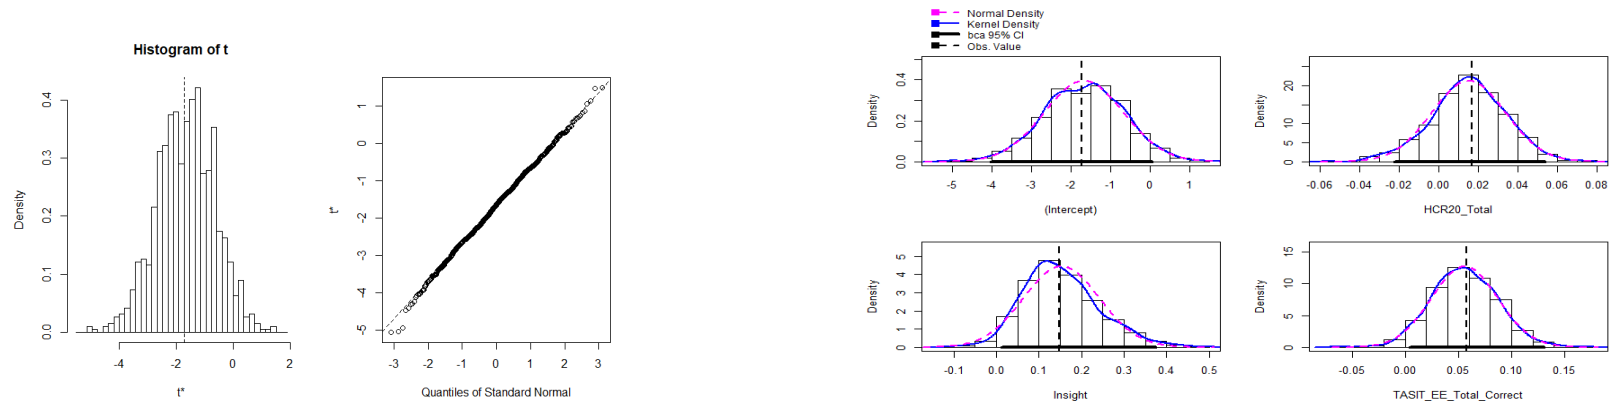 Histogram of t
Density
0.0 0.1 0.2 0.3 0.4
-4 -2 0 2
t*
t*
-5 -4 -3 -2 -1 0 1
-3 -2 -1 0 1 2 3
Quantiles of Standard Normal
Normal Density
Kernel Density
bca 95% CI
Obs. Value
Density
0.0 0.2 0.4
-5 -4 -3 -2 -1 0 1
(Intercept)
Density
0 5 10 20
-0.06 -0.04 -0.02 0.00 0.02 0.04 0.06 0.08
HCR20_Total
Density
0 1 2 3 4 5
-0.1 0.0 0.1 0.2 0.3 0.4 0.5
Insight
Density
0 5 10 15
-0.05 0.00 0.05 0.10 0.15
TASIT_EE_Total_Correct